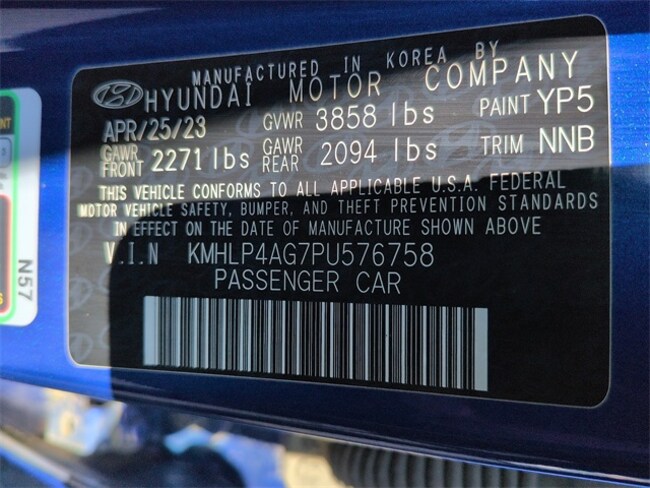 MANUFACTURED IN KOREA BY
HYUNDAI MOTOR COMPANY
APR/25/23 GVWR 3858 lbs PAINT YP5
GAWR FRONT 2271 lbs GAWR REAR 2094 lbs TRIM NNB
THIS VEHICLE CONFORMS TO ALL APPLICABLE U.S.A. FEDERAL
MOTOR VEHICLE SAFETY, BUMPER, AND THEFT PREVENTION STANDARDS
IN EFFECT ON THE DATE OF MANUFACTURE SHOWN ABOVE
V.I.N KMHLP4AG7PU576758
PASSENGER CAR
N57